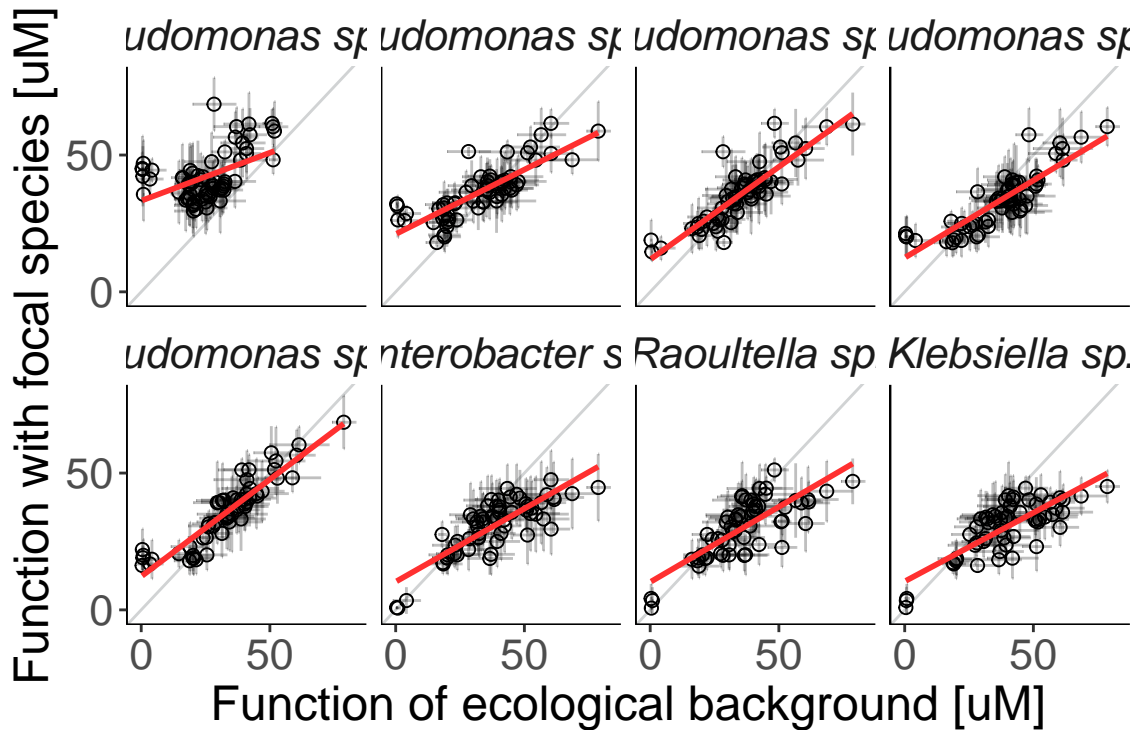 udomonas sp
udomonas sp
udomonas sp
udomonas sp
Function with focal species [uM]
50
0
udomonas sp
nterobacter s
Raoultella sp.
Klebsiella sp.
50
0
0 50 0 50 0 50 0 50
Function of ecological background [uM]